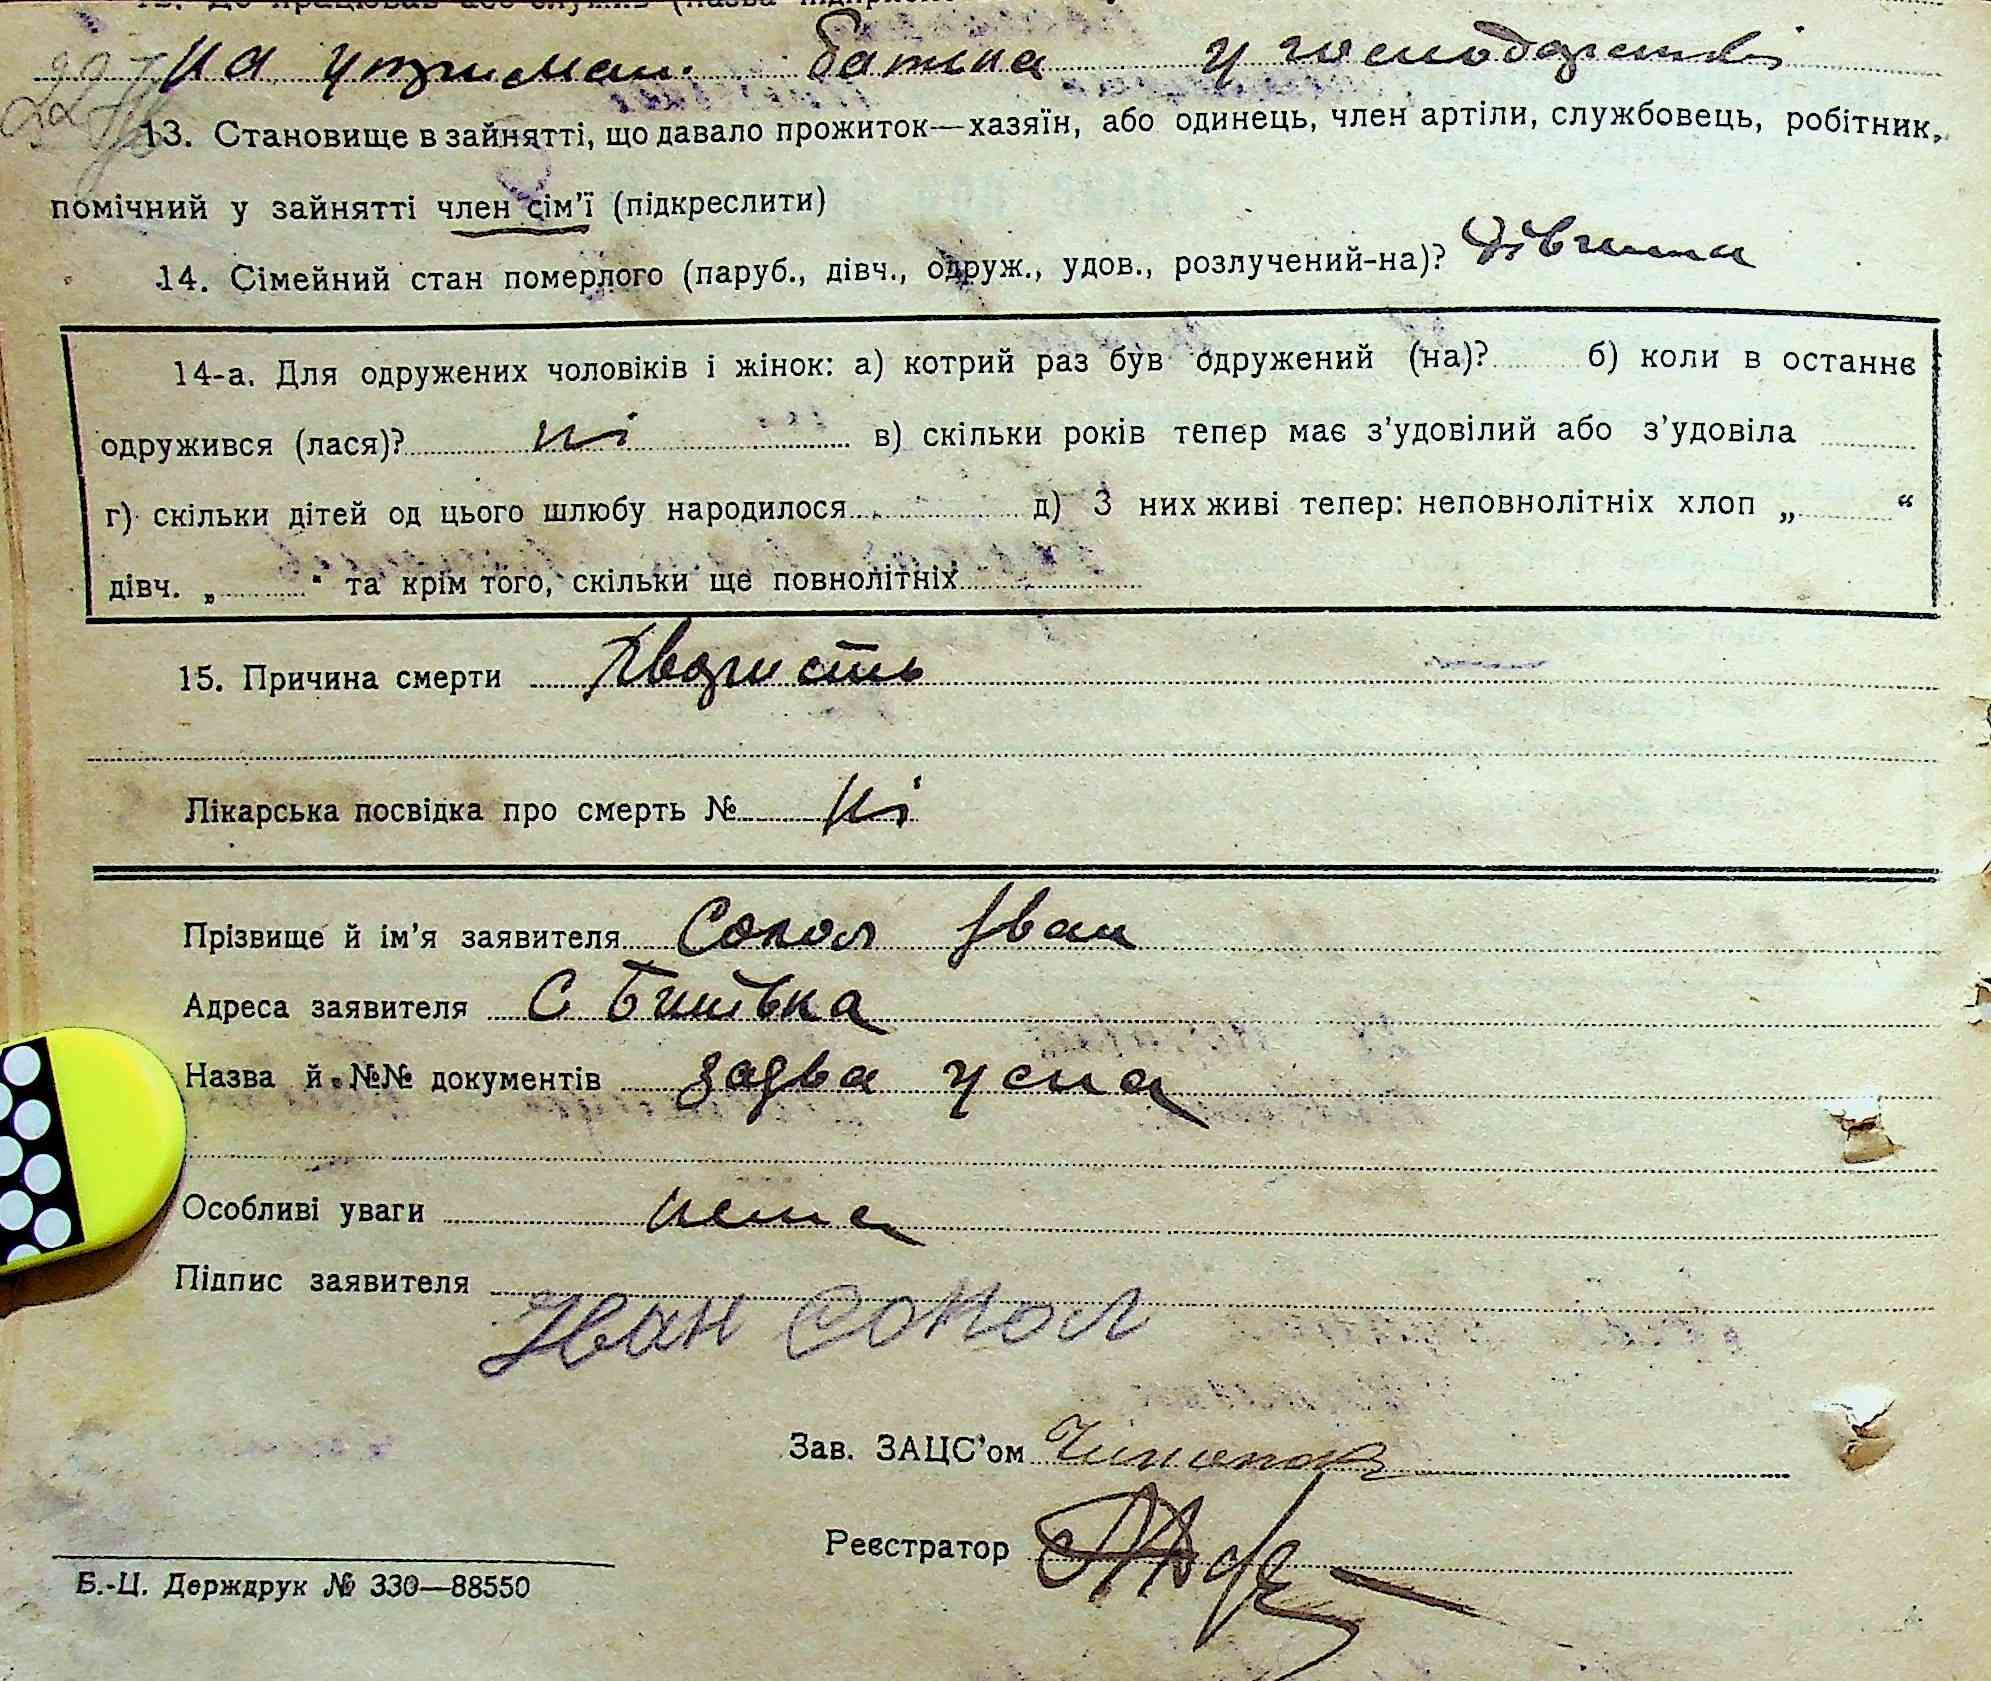 на утриман. батька у господарстві
13. Становище в зайнятті, що давало прожиток—хазяїн, або одинець, член артіли, службовець, робітник,
помічний у зайнятті член сім'ї (підкреслити)
14. Сімейний стан померлого (паруб., дівч., одруж., удов., розлучений-на)? Дівчина
14-а. Для одружених чоловіків і жінок: а) котрий раз був одружений (на)? б) коли в останнє
одружився (лася)? ні в) скільки років тепер має з'удовілий або з'удовіла
г) скільки дітей од цього шлюбу народилося д) З них живі тепер: неповнолітніх хлоп „ “
дівч. „ “ та крім того, скільки ще повнолітніх
15. Причина смерти Хвористь
Лікарська посвідка про смерть № ні
Прізвище й ім'я заявителя Сокол Іван
Адреса заявителя С
Назва й №№ документів заява усна
Особливі уваги нема
Підпис заявителя
Іван Сокол
Зав. ЗАЦС'ом
Реєстратор
Б.-Ц. Держдрук № 330—88550